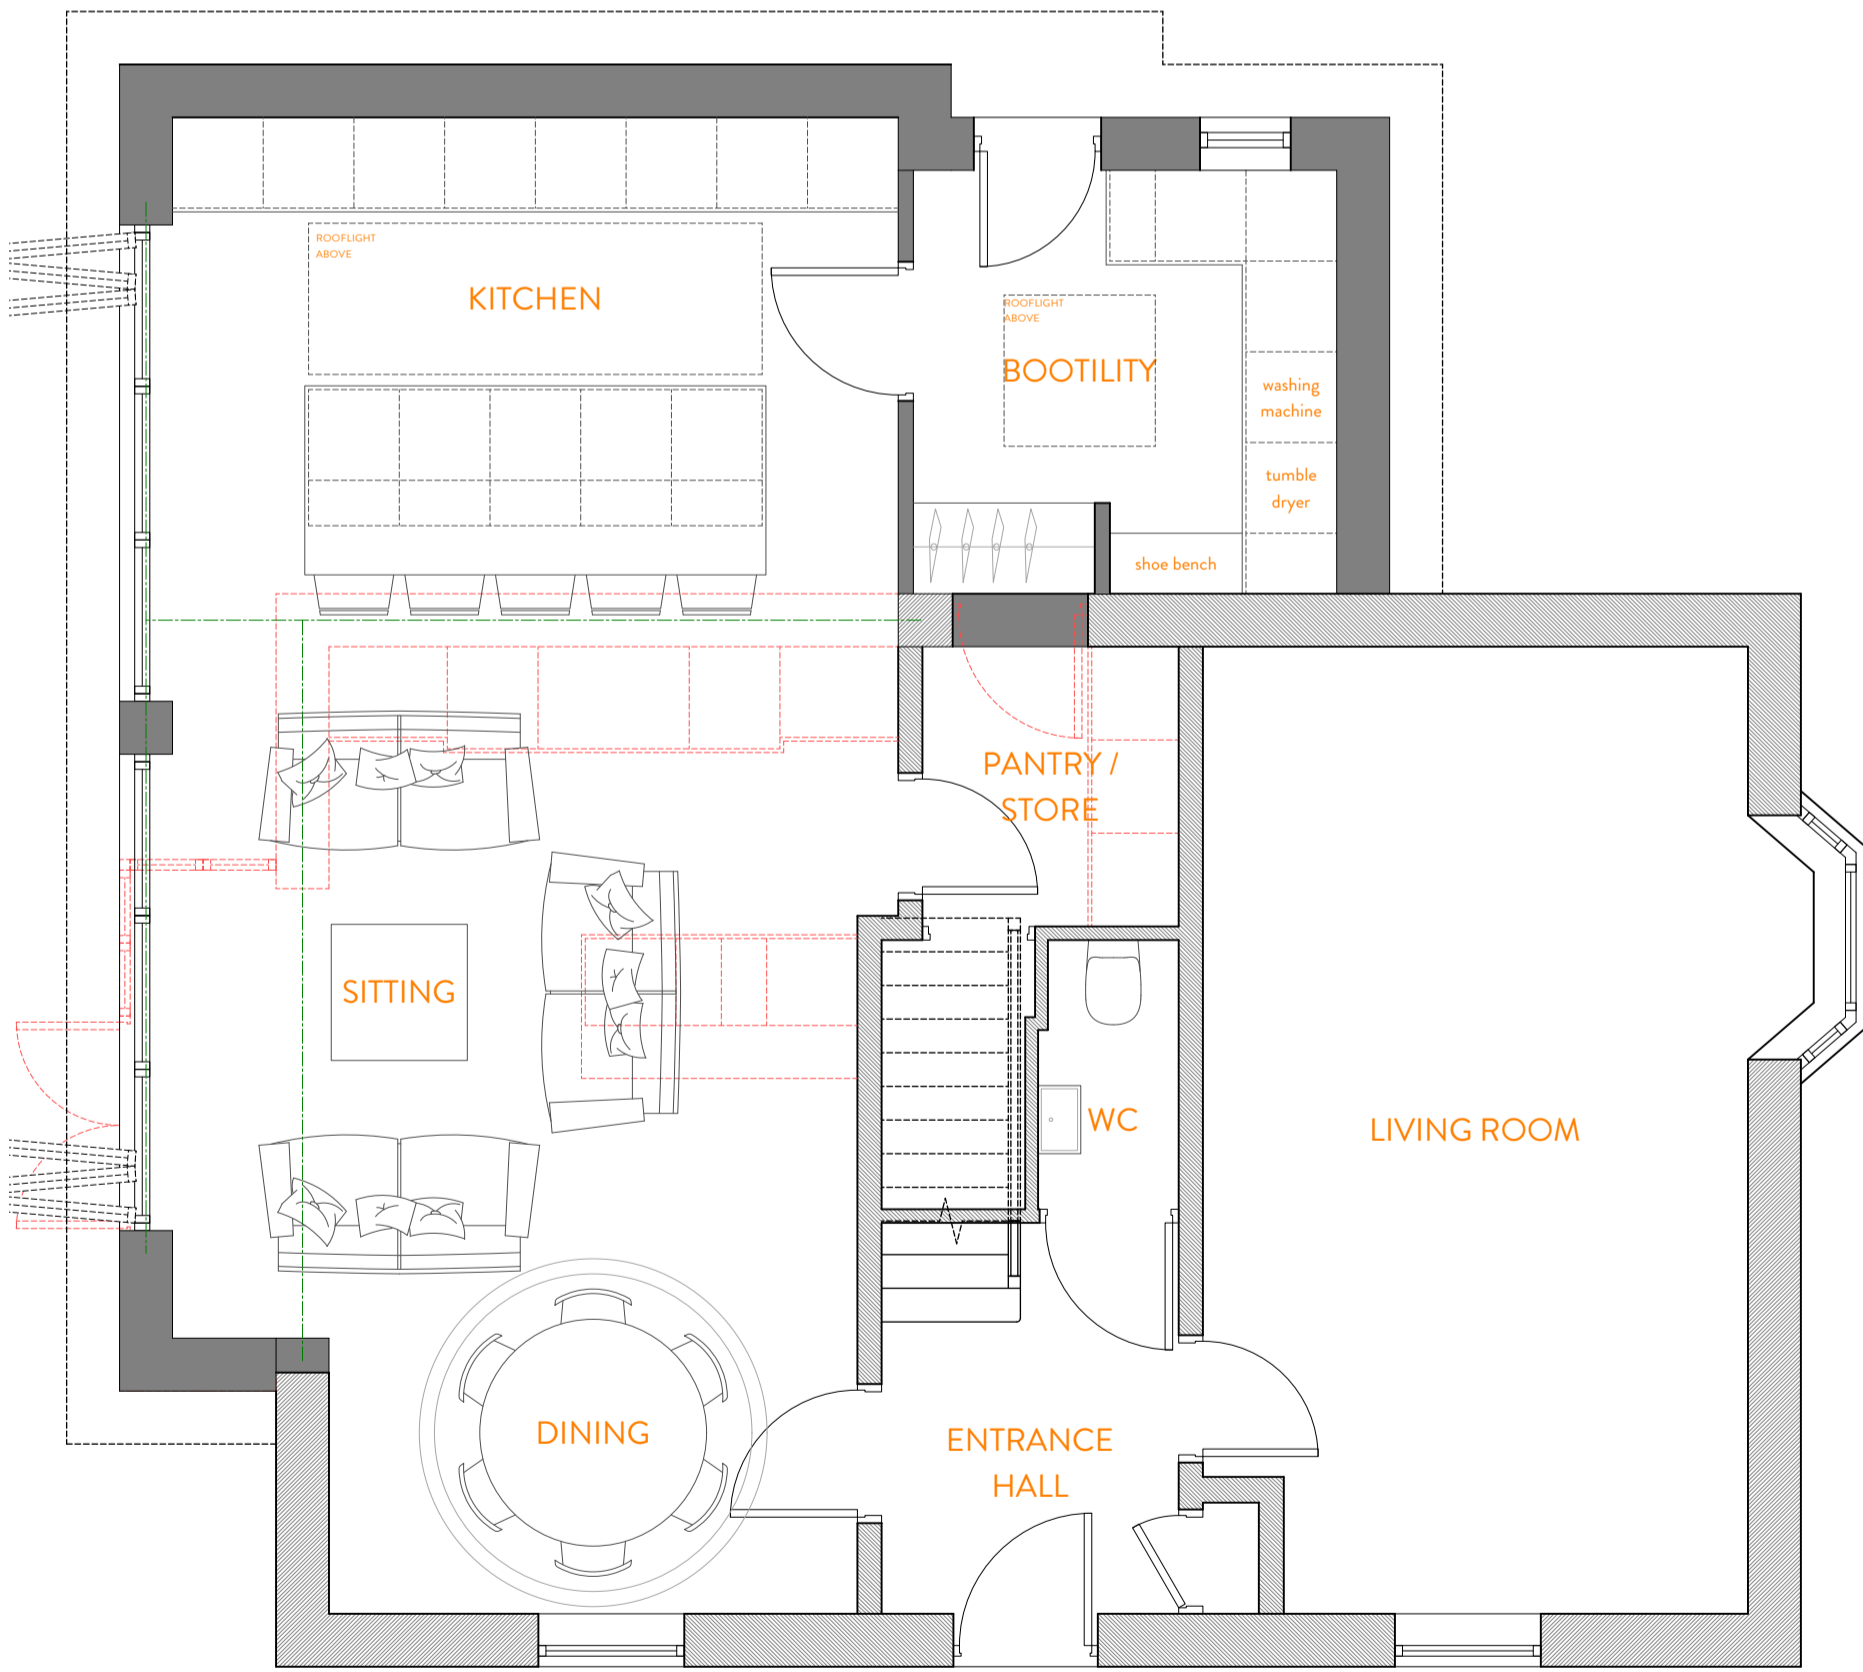 ROOFLIGHT
ABOVE
KITCHEN
ROOFLIGHT
ABOVE
BOOTILITY
washing
machine
tumble
dryer
shoe bench
PANTRY /
STORE
SITTING
WC
LIVING ROOM
DINING
ENTRANCE
HALL